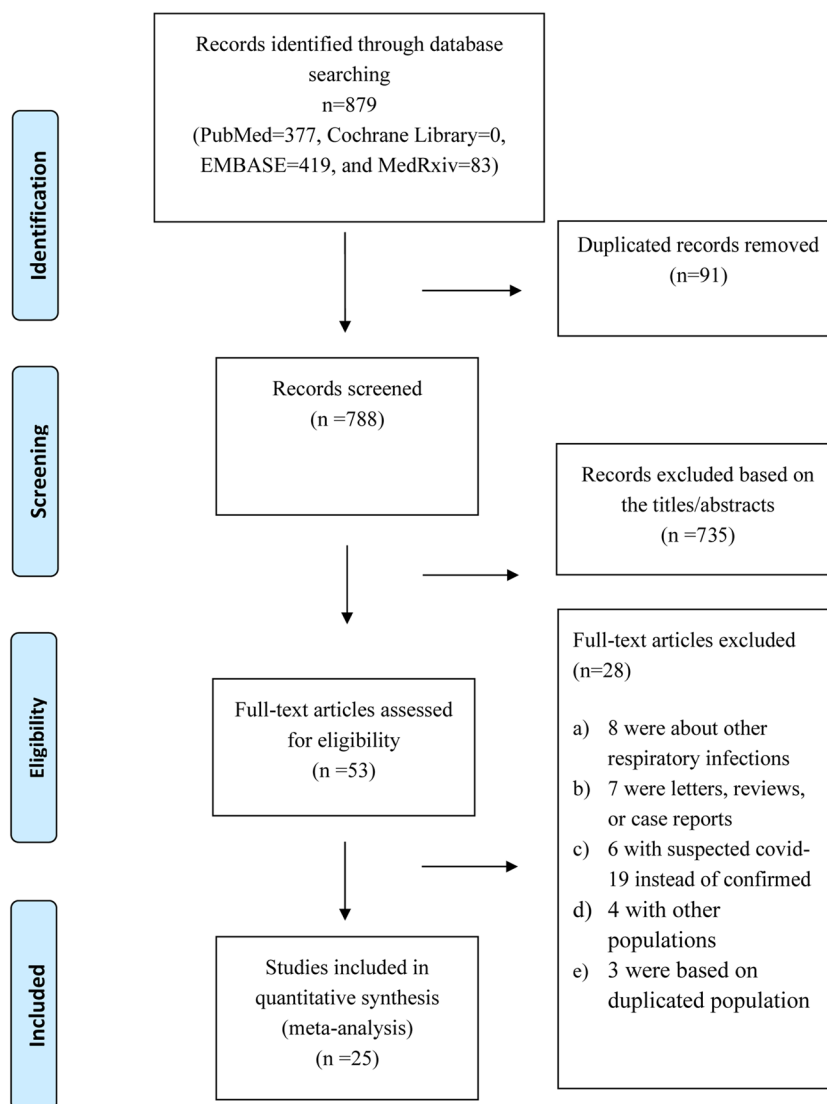 Identification
Records identified through database
searching
n=879
(PubMed=377, Cochrane Library=0,
EMBASE=419, and MedRxiv=83)
Duplicated records removed
(n=91)
Screening
Records screened
(n =788)
Records excluded based on
the titles/abstracts
(n =735)
Eligibility
Full-text articles assessed
for eligibility
(n =53)
Full-text articles excluded
(n=28)
a) 8 were about other
respiratory infections
b) 7 were letters, reviews,
or case reports
c) 6 with suspected covid-
19 instead of confirmed
d) 4 with other
populations
e) 3 were based on
duplicated population
Included
Studies included in
quantitative synthesis
(meta-analysis)
(n =25)